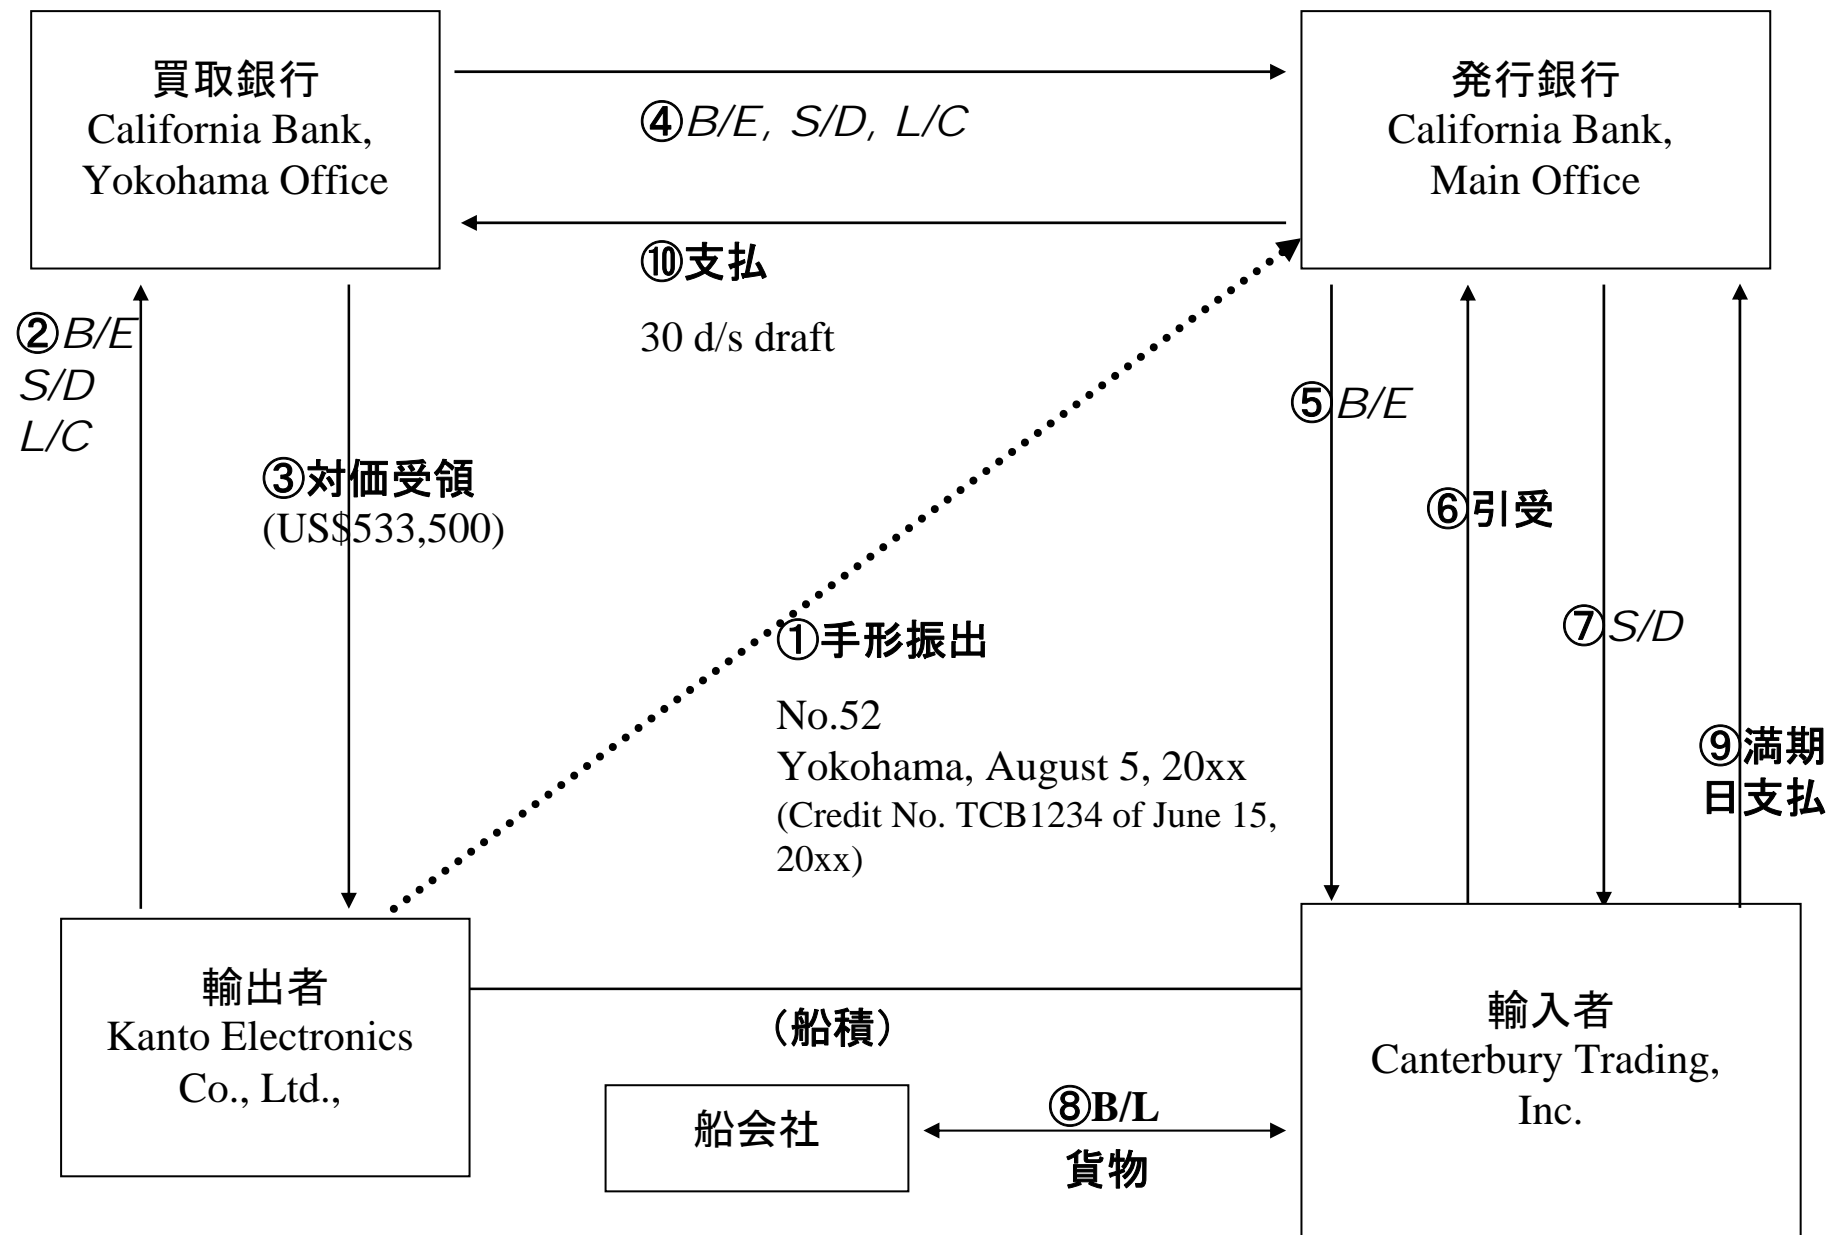 買取銀行
California Bank,
Yokohama Office
発行銀行
California Bank,
Main Office
④B/E, S/D, L/C
⑩支払
30 d/s draft
②B/E
S/D
L/C
③対価受領
(US$533,500)
⑤B/E
⑥引受
⑦S/D
⑨満期
日支払
①手形振出
No.52
Yokohama, August 5, 20xx
(Credit No. TCB1234 of June 15,
20xx)
輸出者
Kanto Electronics
Co., Ltd.,
（船積）
船会社
⑧B/L
貨物
輸入者
Canterbury Trading,
Inc.